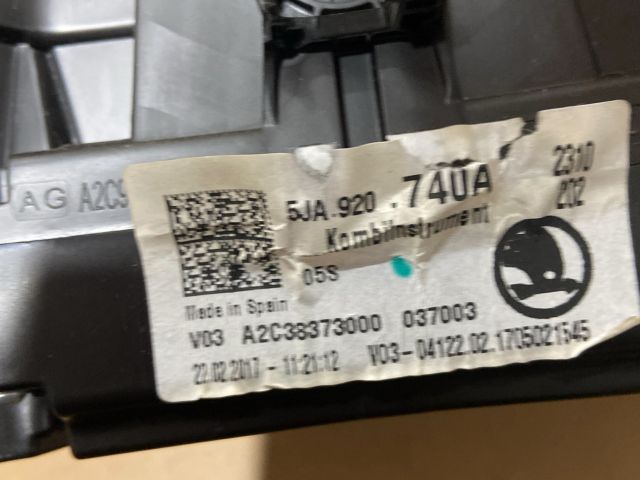 AG A2C9
5JA.920.740A
2310
202
Kombiinstrument
05S
Made in Spain
V03 A2C38373000 037003
22.02.2017 - 11:21:12 V03-04122.02.1705021545